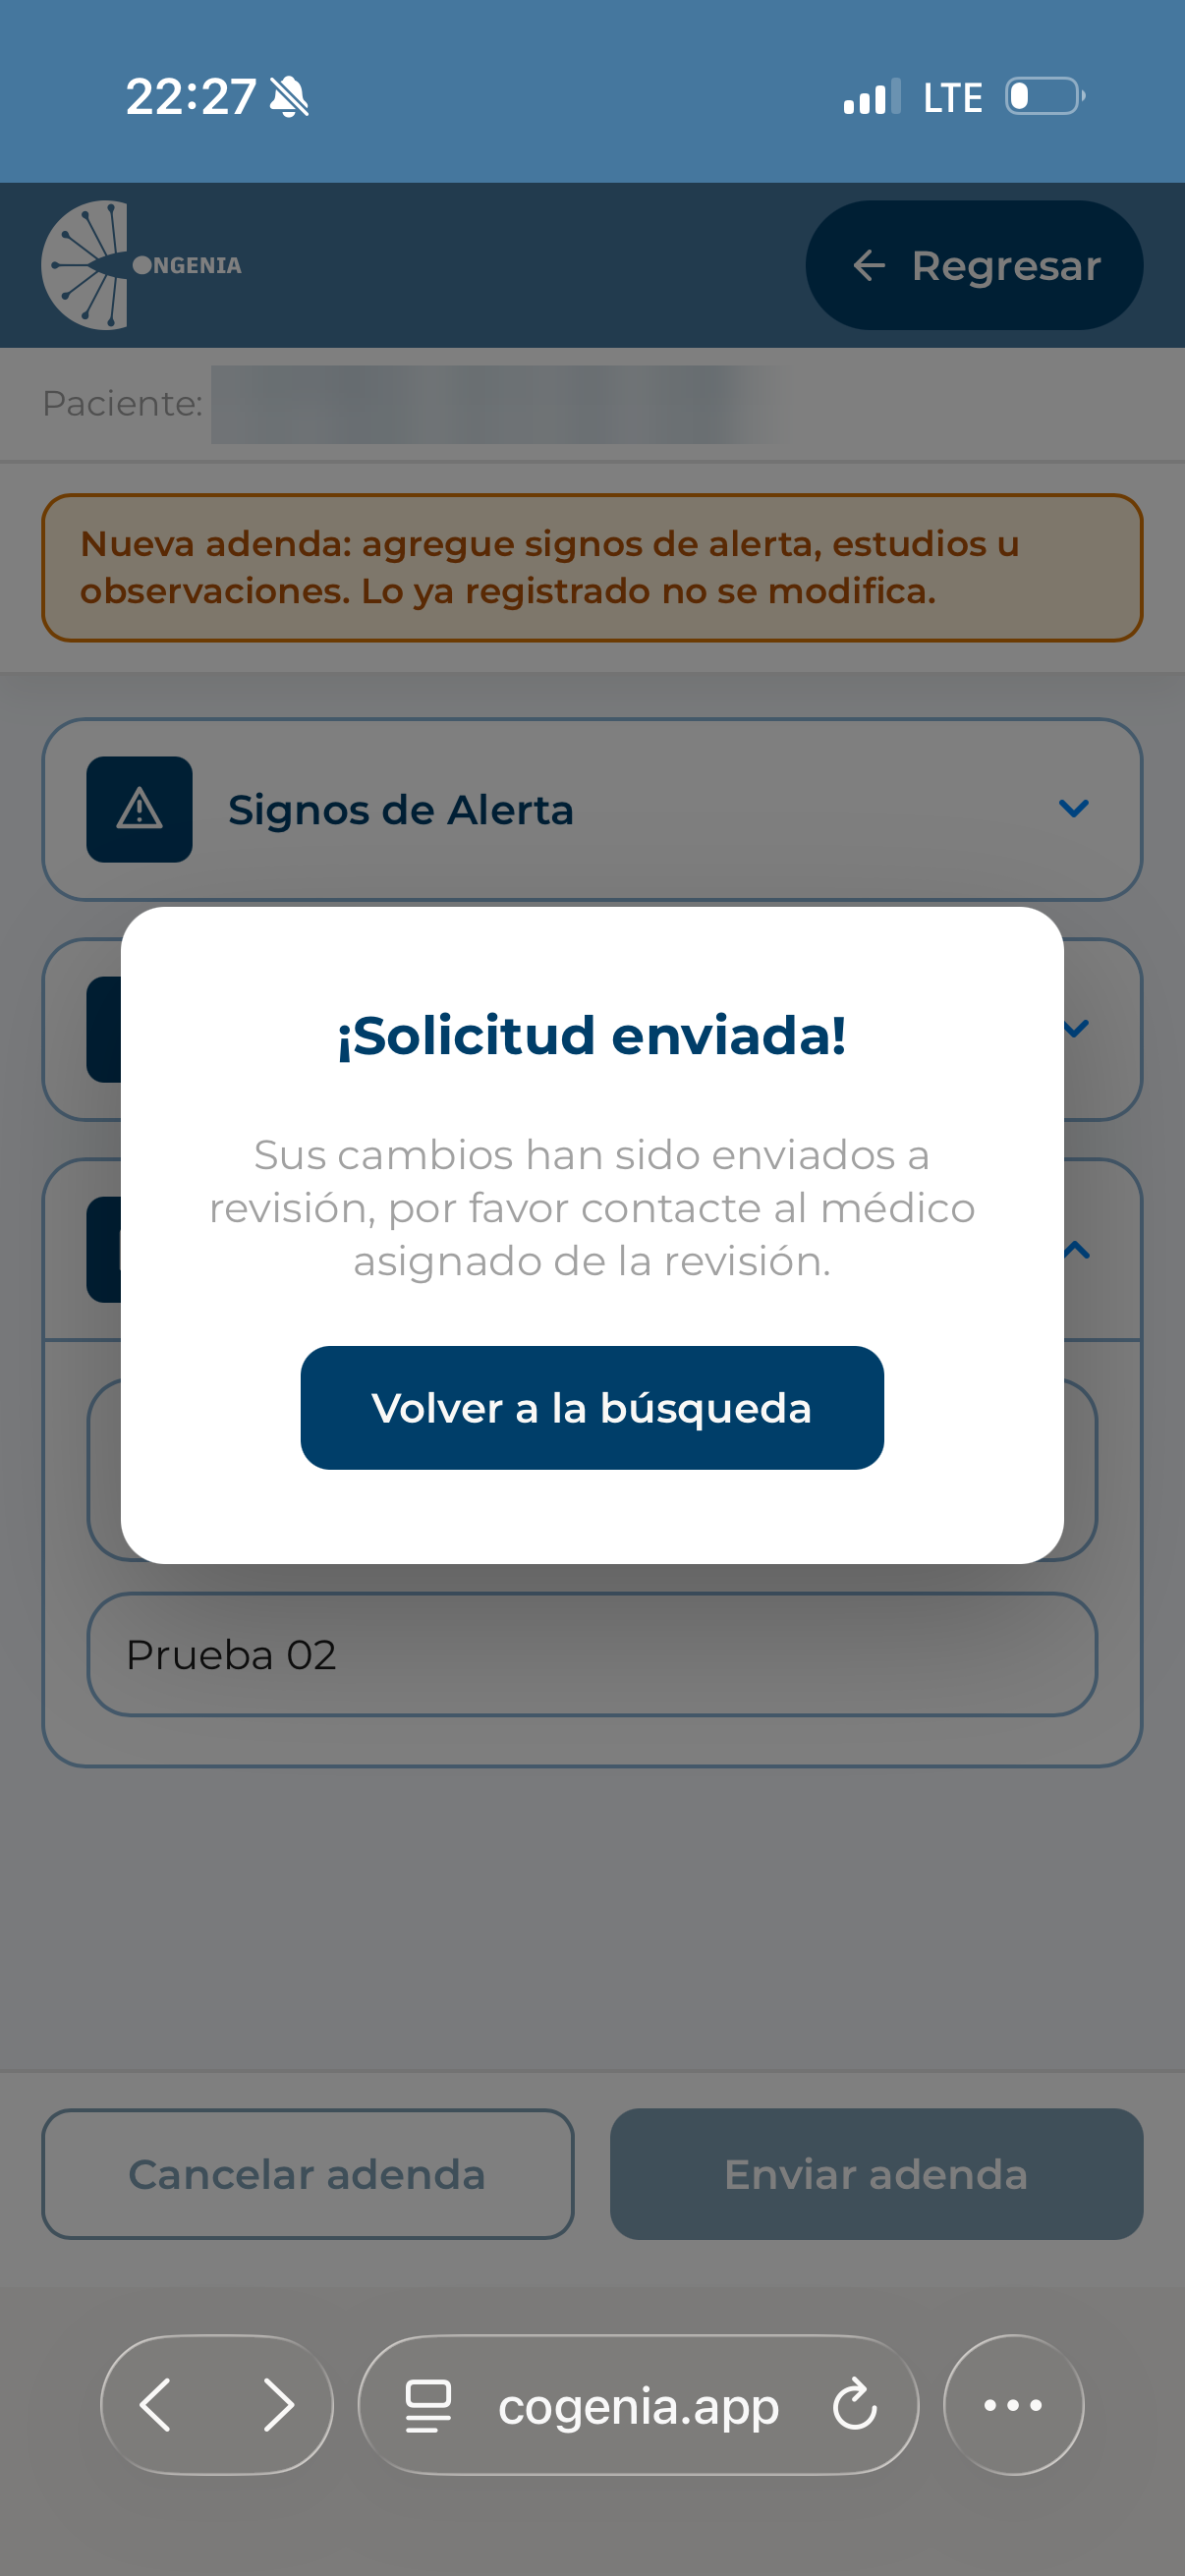 22:27
LTE
ONGENIA
← Regresar
Paciente:
Nueva adenda: agregue signos de alerta, estudios u
observaciones. Lo ya registrado no se modifica.
Signos de Alerta
¡Solicitud enviada!
Sus cambios han sido enviados a
revisión, por favor contacte al médico
asignado de la revisión.
Volver a la búsqueda
Prueba 02
Cancelar adenda
Enviar adenda
cogenia.app